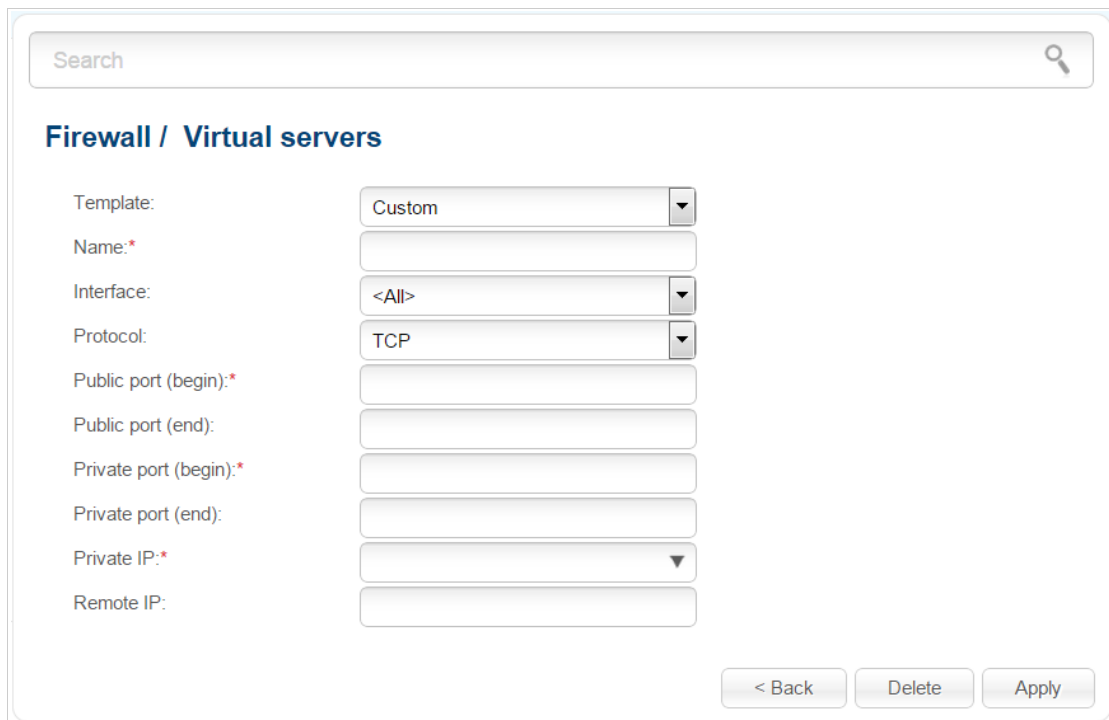 Search
Firewall /  Virtual servers
Template:
Custom
Name:*
Interface:
<All>
Protocol:
TCP
Public port (begin):*
Public port (end):
Private port (begin):*
Private port (end):
Private IP:*
Remote IP:
< Back
Delete
Apply